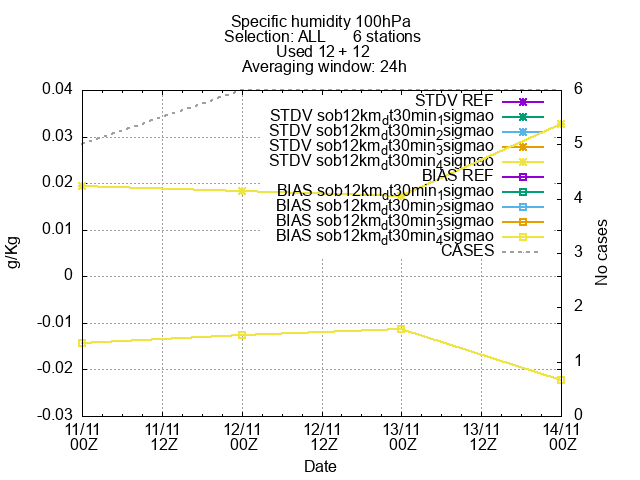 Specific humidity 100hPa
Selection: ALL 6 stations
Used 12 + 12
Averaging window: 24h
0.04
0.03
0.02
0.01
0
-0.01
-0.02
-0.03
g/Kg
6
5
4
3
2
1
0
No cases
STDV REF
STDV sob12km_dt30min_1sigmao
STDV sob12km_dt30min_2sigmao
STDV sob12km_dt30min_3sigmao
STDV sob12km_dt30min_4sigmao
BIAS REF
BIAS sob12km_dt30min_1sigmao
BIAS sob12km_dt30min_2sigmao
BIAS sob12km_dt30min_3sigmao
BIAS sob12km_dt30min_4sigmao
CASES
11/11 11/11 12/11 12/11 13/11 13/11 14/11
00Z 12Z 00Z 12Z 00Z 12Z 00Z
Date